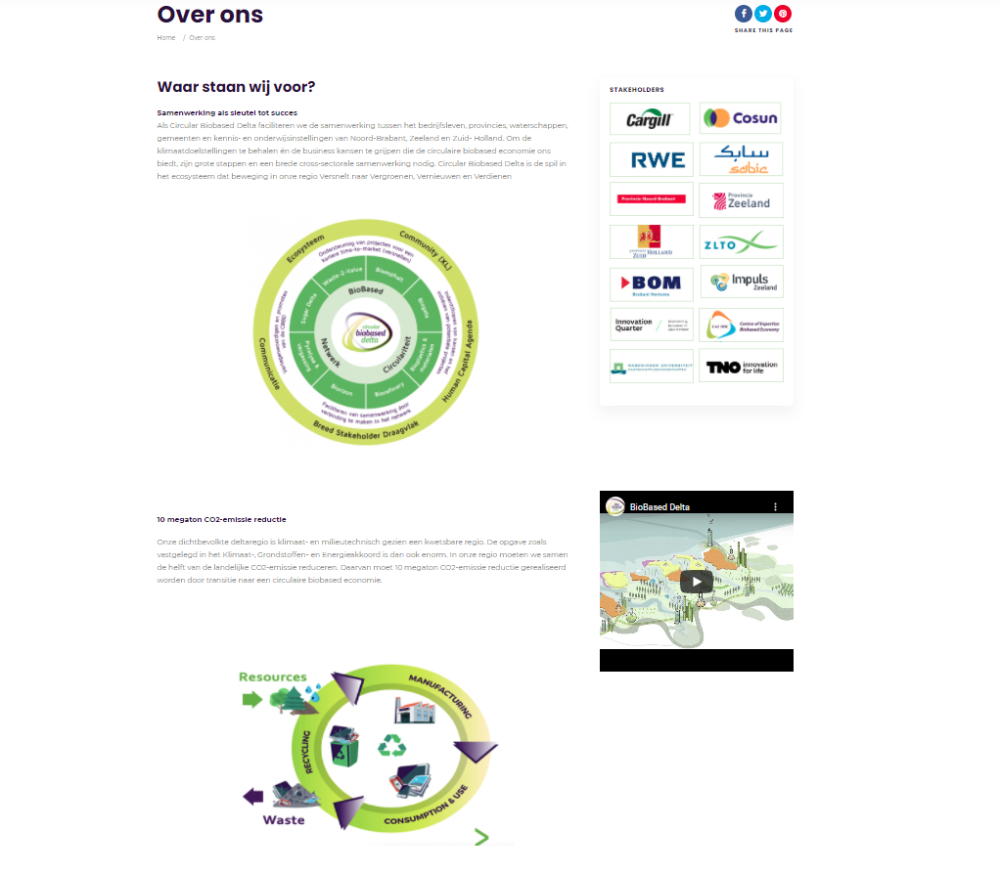 Over ons
Home / Over ons
SHARE THIS PAGE
Waar staan wij voor?
Samenwerking als sleutel tot succes
Als Circular Biobased Delta faciliteren we de samenwerking tussen het bedrijfsleven, provincies, waterschappen,
gemeenten en kennis- en onderwijsinstellingen van Noord-Brabant, Zeeland en Zuid- Holland. Om de
klimaatdoelstellingen te behalen én de business kansen te grijpen die de circulaire biobased economie ons
biedt, zijn grote stappen en een brede cross-sectorale samenwerking nodig. Circular Biobased Delta is de spil in
het ecosysteem dat beweging in onze regio Versnelt naar Vergroenen, Vernieuwen en Verdienen
Ecosysteem
Community (XL)
Human Capital Agenda
Breed Stakeholder Draagvlak
Communicatie
Ondersteuning van projecten voor een
kortere time-to-market (versnellen)
Faciliteren van samenwerking door
verbinding te maken in het netwerk
Waste-2-Value
Bioasphalt
Biorefinery
Biorizon
Pyrolyse &
vergassing
Sugar Delta
BioBased
Circulariteit
Netwerk
circular
biobased
delta
STAKEHOLDERS
Cargill
Cosun
RWE
سابك
sabic
Provincie Noord-Brabant
Provincie
Zeeland
ZUID HOLLAND
ZLTO
BOM
Brabant Ventures
Impuls
Zeeland
Innovation
Quarter
Centre of Expertise
Biobased Economy
WAGENINGEN UNIVERSITEIT
TNO innovation
for life
10 megaton CO2-emissie reductie
Onze dichtbevolkte deltaregio is klimaat- en milieutechnisch gezien een kwetsbare regio. De opgave zoals
vastgelegd in het Klimaat-, Grondstoffen- en Energieakkoord is dan ook enorm. In onze regio moeten we samen
de helft van de landelijke CO2-emissie reduceren. Daarvan moet 10 megaton CO2-emissie reductie gerealiseerd
worden door transitie naar een circulaire biobased economie.
BioBased Delta
Resources
MANUFACTURING
RECYCLING
CONSUMPTION & USE
Waste